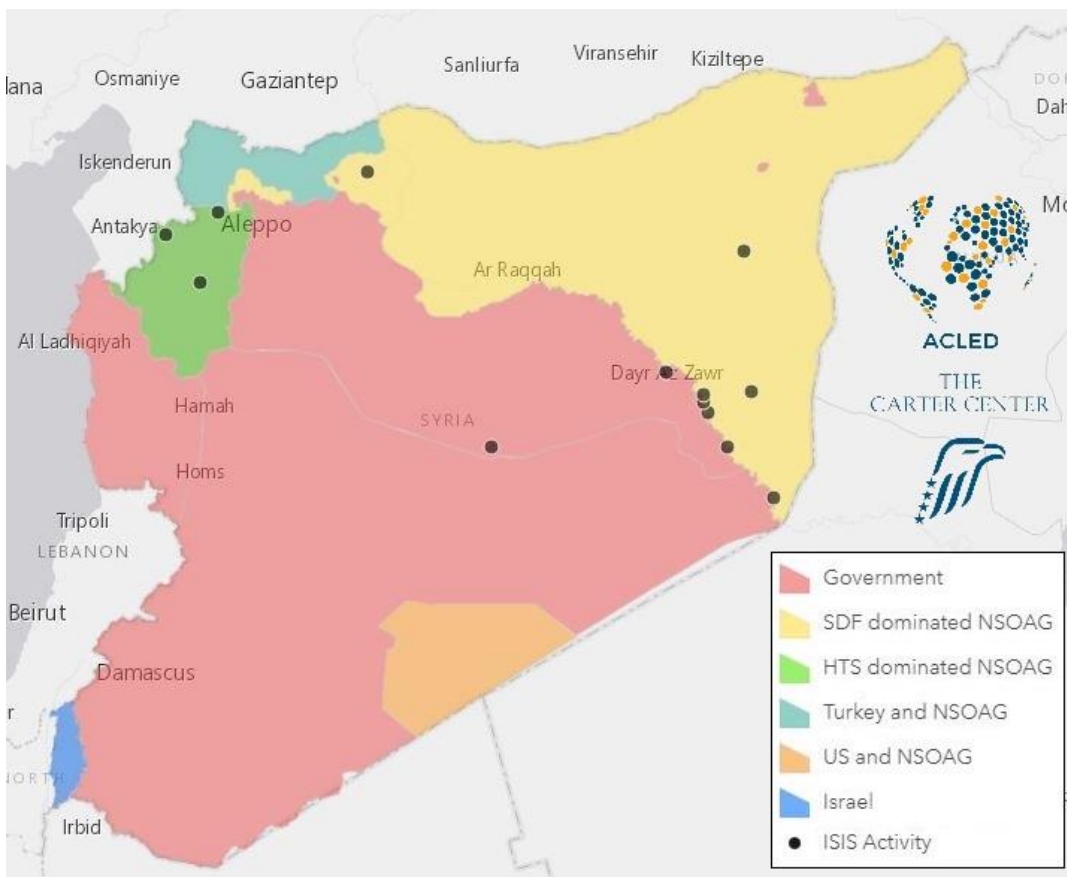 Viransehir
Kiziltepe
Sanliurfa
Osmaniye
Gaziantep
Iskenderun
Antakya
Aleppo
Ar Raqqah
Al Ladhiqiyah
Dayr Az Zawr
Hamah
SYRIA
Homs
Tripoli
LEBANON
Beirut
Damascus
Irbid
ACLED
THE
CARTER CENTER
Government
SDF dominated NSOAG
HTS dominated NSOAG
Turkey and NSOAG
US and NSOAG
Israel
ISIS Activity